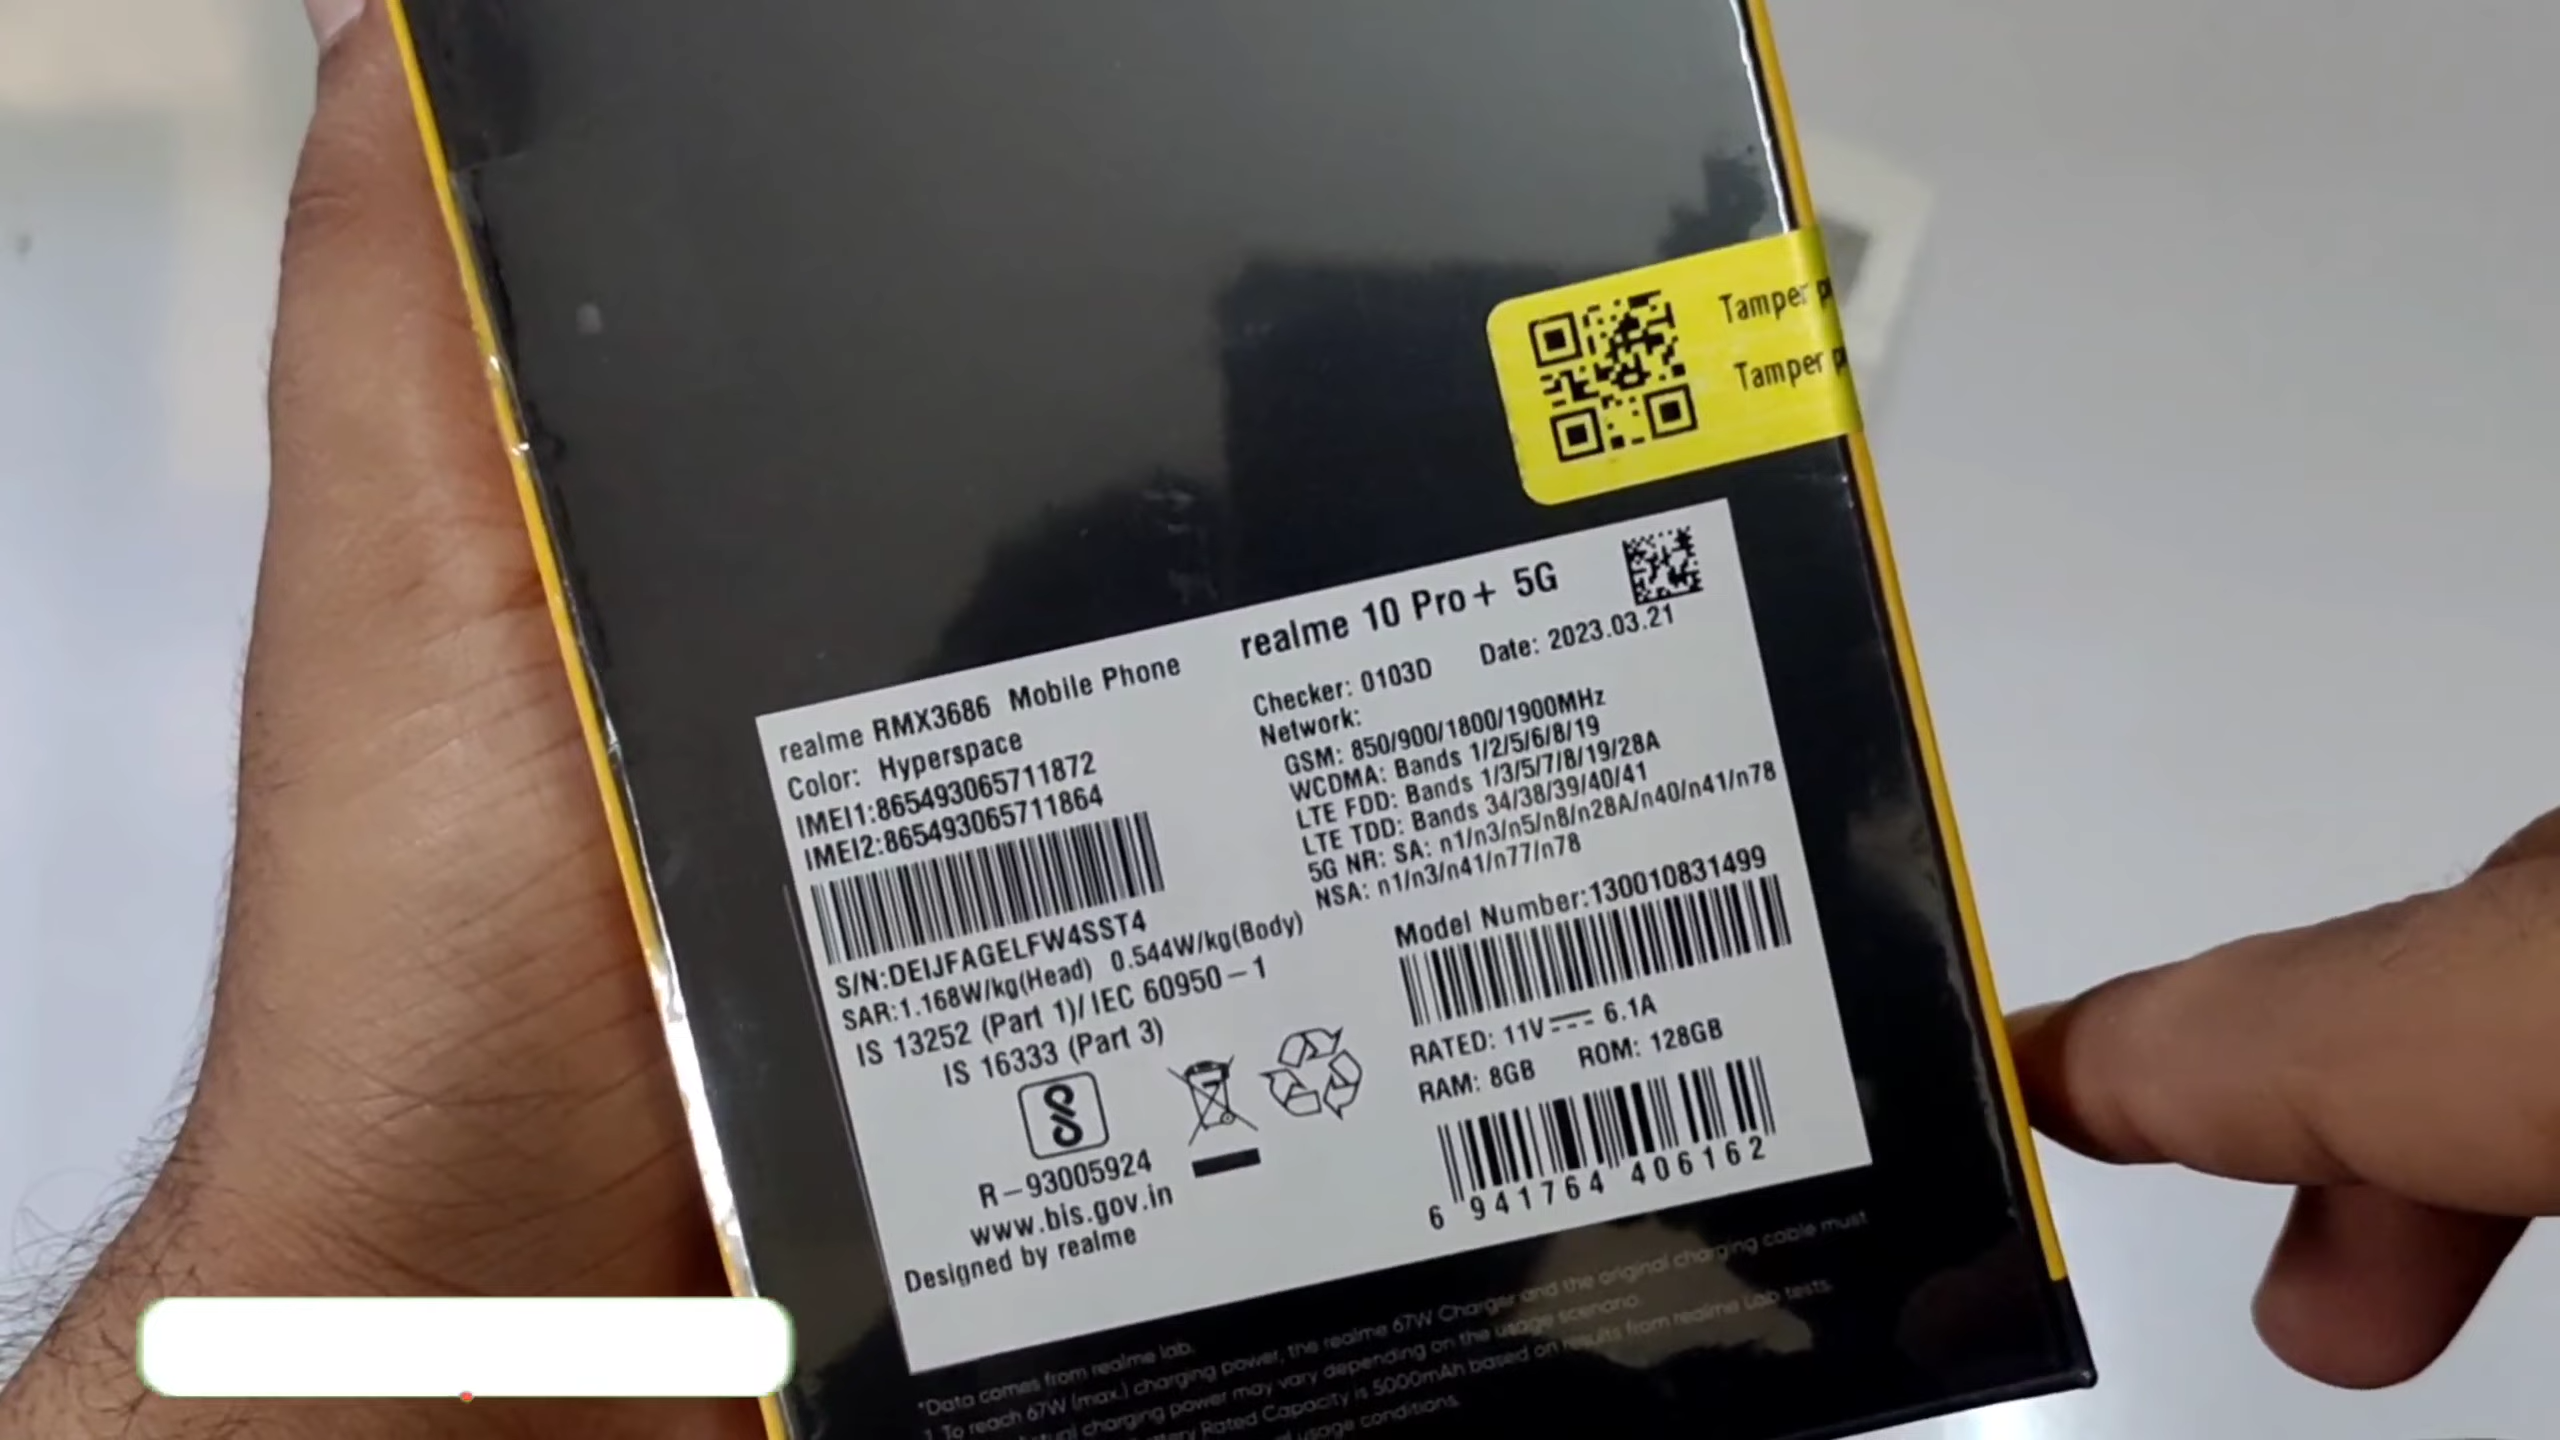 Tamper
Tamper
realme 10 Pro+ 5G
realme RMX3686 Mobile Phone
Color: Hyperspace
IMEI1:865493065711872
IMEI2:865493065711864
S/N:DEIJFAGELFW4SST4
SAR:1.168W/kg(Head) 0.544W/kg(Body)
IS 13252 (Part 1)/IEC 60950-1
IS 16333 (Part 3)
R-93005924
www.bis.gov.in
Designed by realme
Checker: 0103D Date: 2023.03.21
Network:
GSM: 850/900/1800/1900MHz
WCDMA: Bands 1/2/5/6/8/19
LTE FDD: Bands 1/3/5/7/8/19/28A
LTE TDD: Bands 34/38/39/40/41
5G NR: SA: n1/n3/n5/n8/n28A/n40/n41/n78
NSA: n1/n3/n41/n77/n78
Model Number:130010831499
RATED: 11V⎓6.1A
RAM: 8GB ROM: 128GB
6 941764 406162
*Data comes from realme lab.
1. To reach 67W (max.) charging power, the realme 67W Charger and the original charging cable must
charging power may vary depending on the usage scenario.
Rated Capacity is 5000mAh based on results from realme Lab tests.
usage conditions.